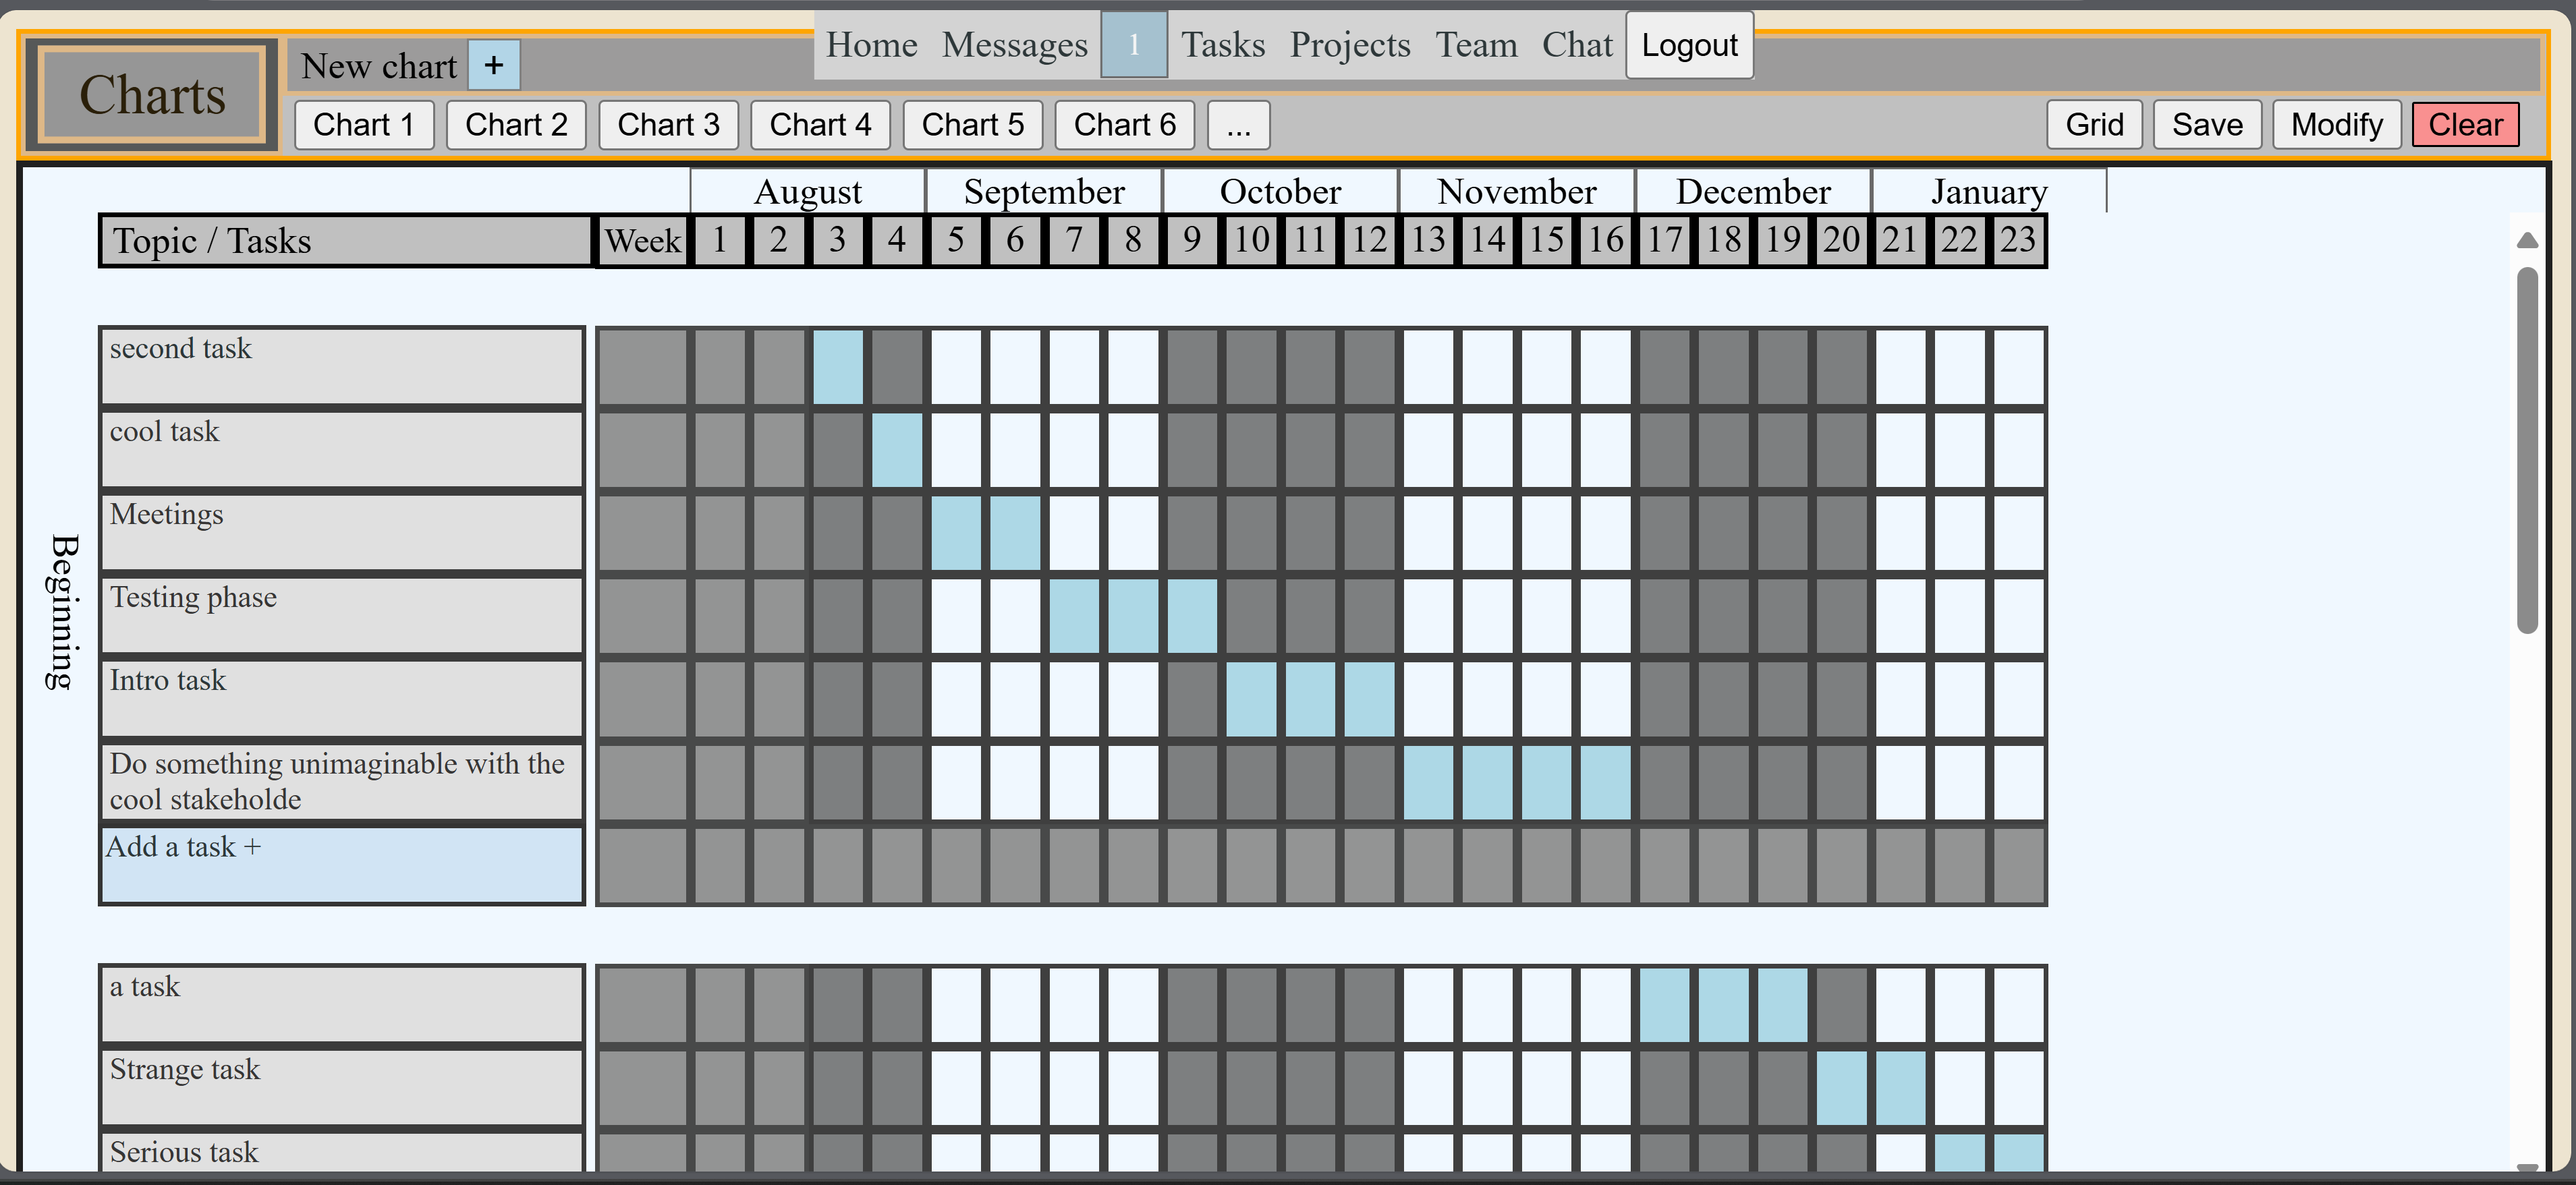 Home Messages 1 Tasks Projects Team Chat Logout
Charts
New chart +
Chart 1 Chart 2 Chart 3 Chart 4 Chart 5 Chart 6 ... Grid Save Modify Clear
August September October November December January
Topic / Tasks Week 1 2 3 4 5 6 7 8 9 10 11 12 13 14 15 16 17 18 19 20 21 22 23
Beginning
second task
cool task
Meetings
Testing phase
Intro task
Do something unimaginable with the
cool stakeholde
Add a task +
a task
Strange task
Serious task